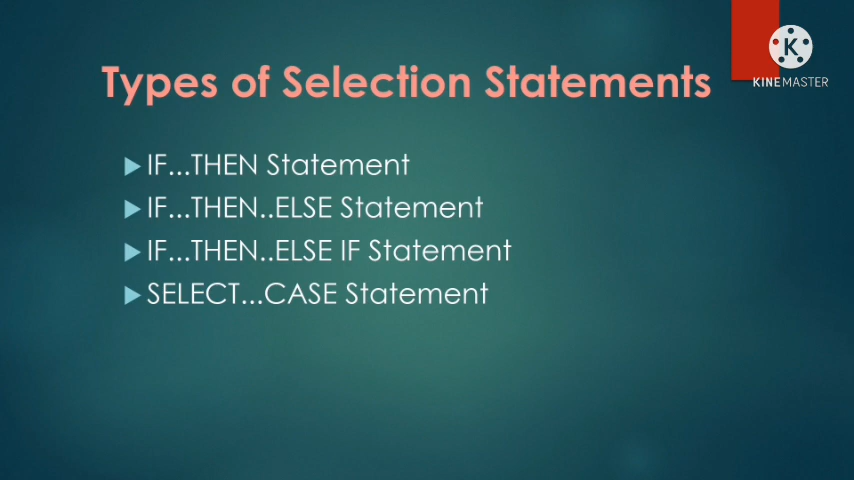 Types of Selection Statements
K
KINEMASTER
IF...THEN Statement
IF...THEN..ELSE Statement
IF...THEN..ELSE IF Statement
SELECT...CASE Statement